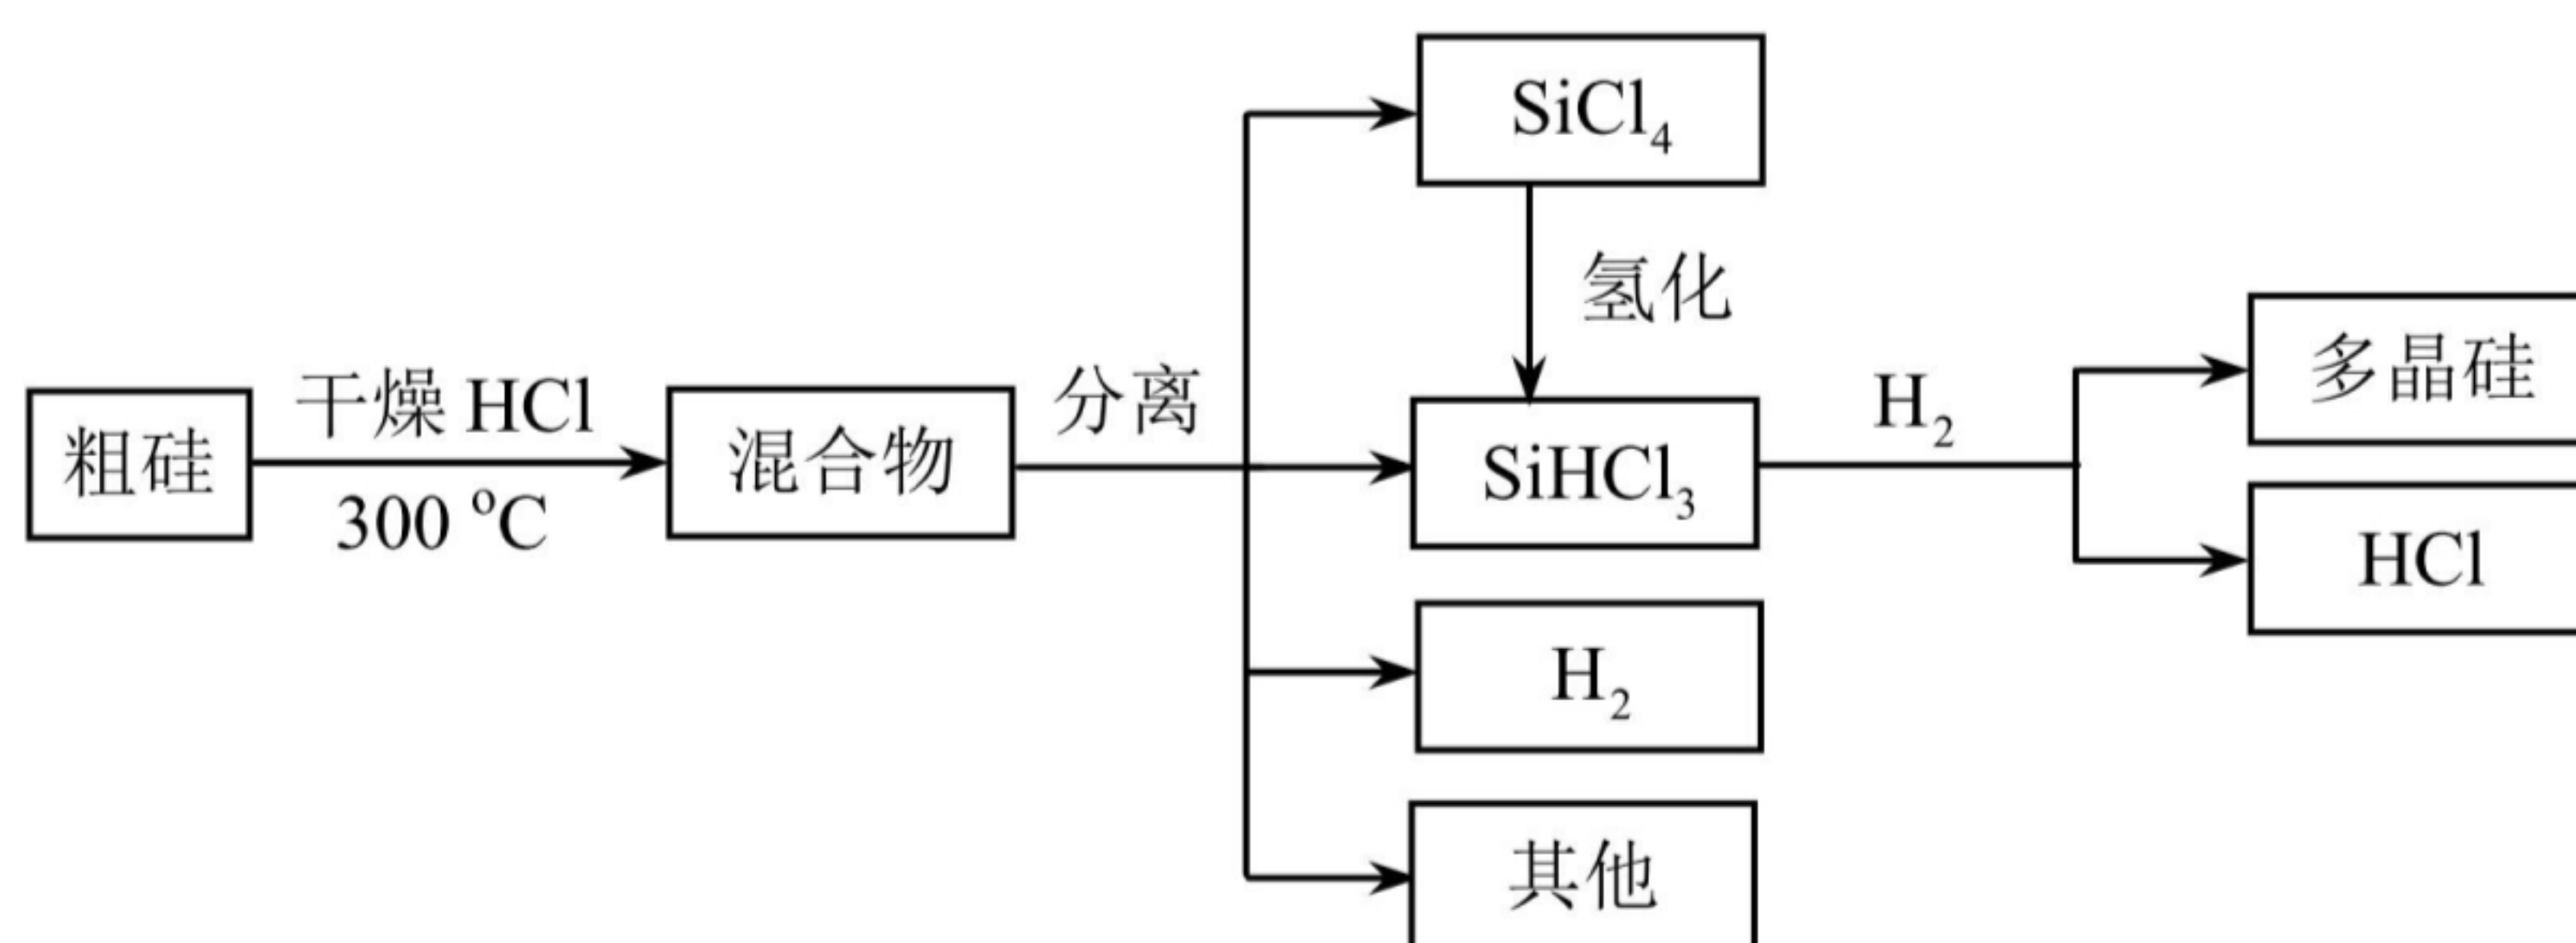 粗硅
干燥 HCl
300 ºC
混合物
分离
SiCl₄
氢化
SiHCl₃
H₂
其他
H₂
多晶硅
HCl